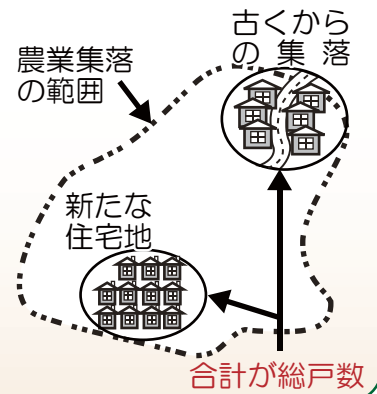 古くから
の集落
農業集落
の範囲
新たな
住宅地
合計が総戸数